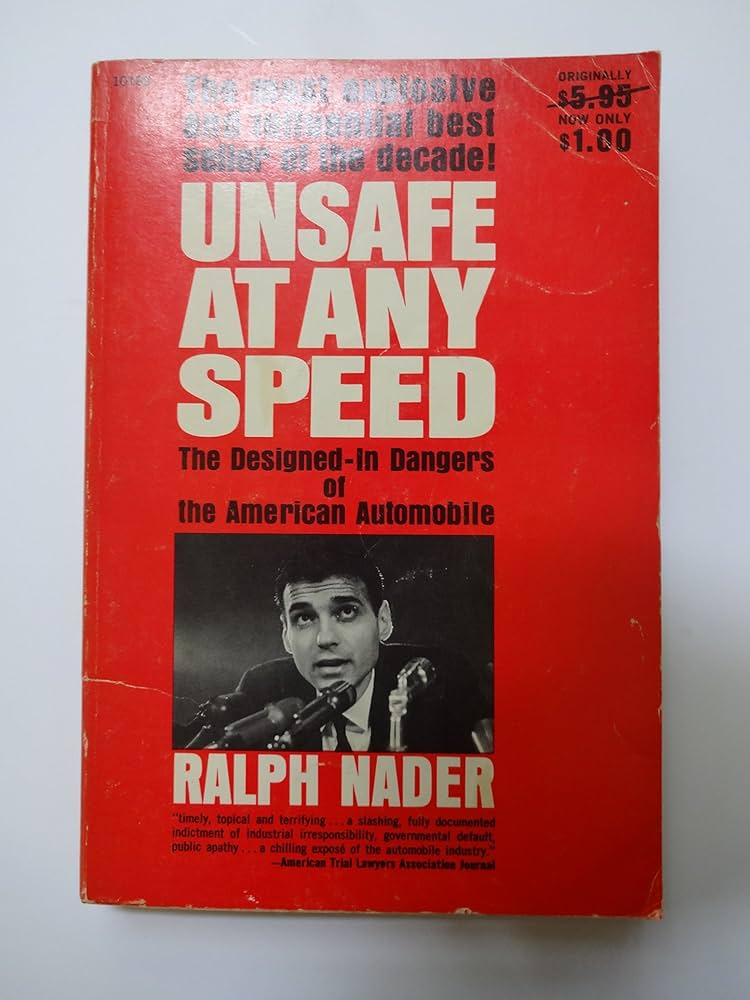 10189
The most explosive
and influential best
seller of the decade!
ORIGINALLY
$5.95
NOW ONLY
$1.00
UNSAFE
AT ANY
SPEED
The Designed-In Dangers
of
the American Automobile
RALPH NADER
"timely, topical and terrifying...a slashing, fully documented
indictment of industrial irresponsibility, governmental default,
public apathy...a chilling exposé of the automobile industry."
—American Trial Lawyers Association Journal